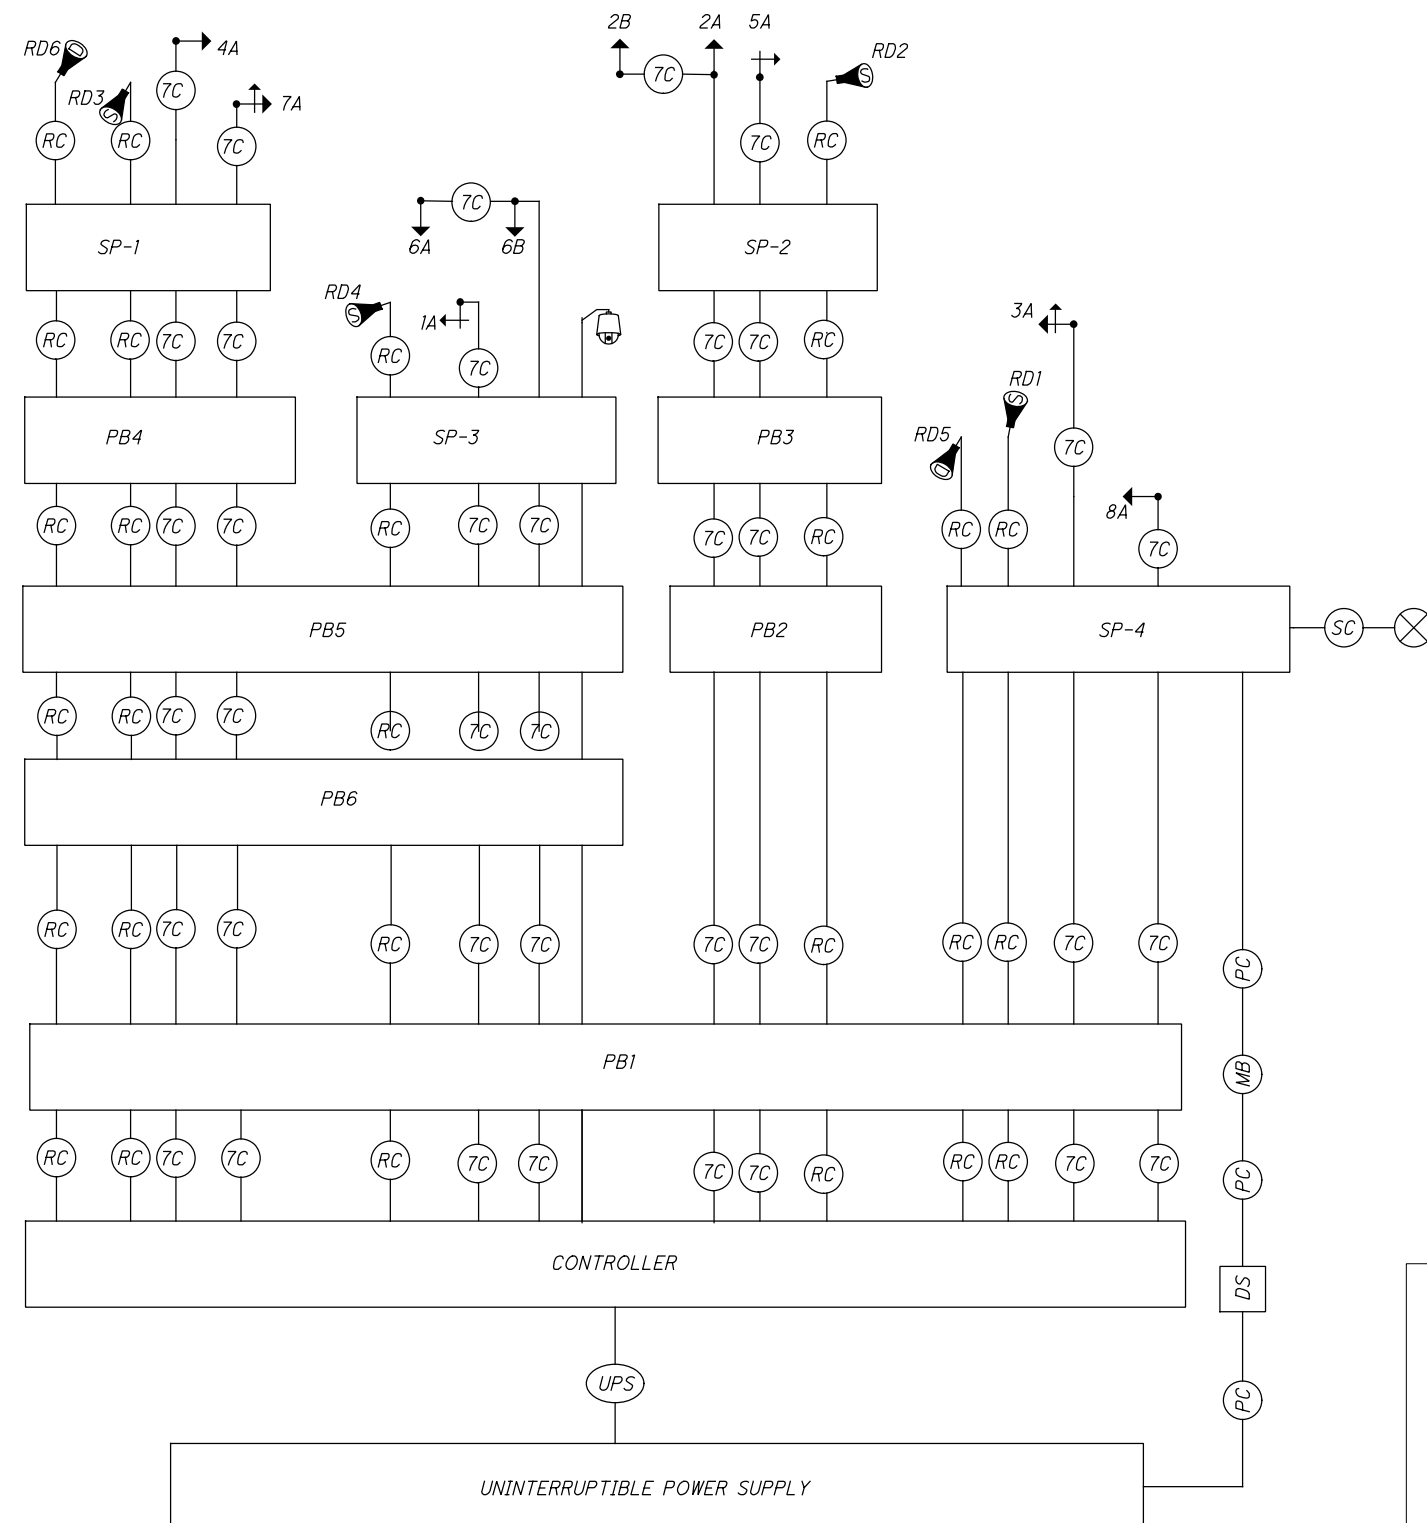 2B 2A 5A
RD6 4A RD2
7C
7C RD3 7A
RC RC 7C 7C RC
7C
SP-1 6A 6B SP-2
S RD4 1A 3A
RC RC 7C 7C RC 7C 7C 7C RC
RD1
PB4 SP-3 PB3 RD5 7C
8A
RC RC 7C 7C RC 7C 7C 7C 7C RC RC RC 7C
PB5 PB2 SP-4 SC
RC RC 7C 7C RC 7C 7C
PB6
RC RC 7C 7C RC 7C 7C 7C 7C RC RC RC 7C 7C PC
PB1 MB
RC RC 7C 7C RC 7C 7C 7C 7C RC RC RC 7C 7C PC
CONTROLLER DS
UPS PC
UNINTERRUPTIBLE POWER SUPPLY